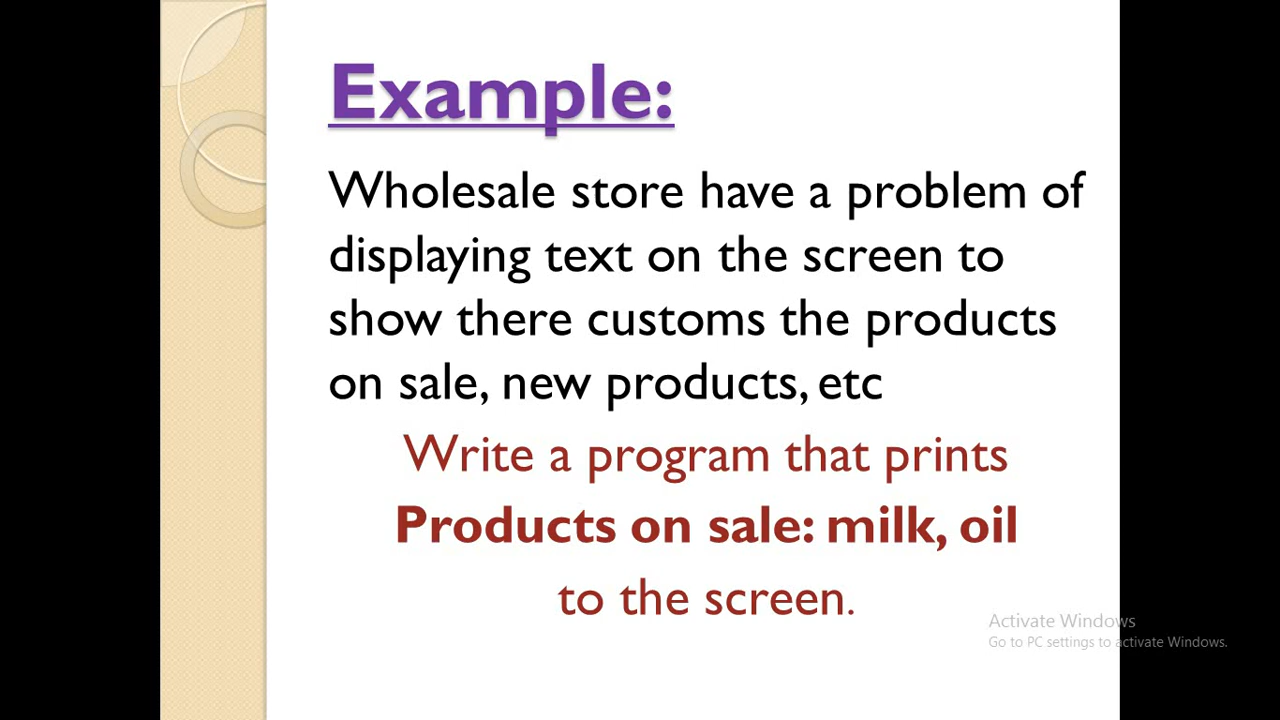 Example:
Wholesale store have a problem of
displaying text on the screen to
show there customs the products
on sale, new products, etc
Write a program that prints
Products on sale: milk, oil
to the screen.
Activate Windows
Go to PC settings to activate Windows.